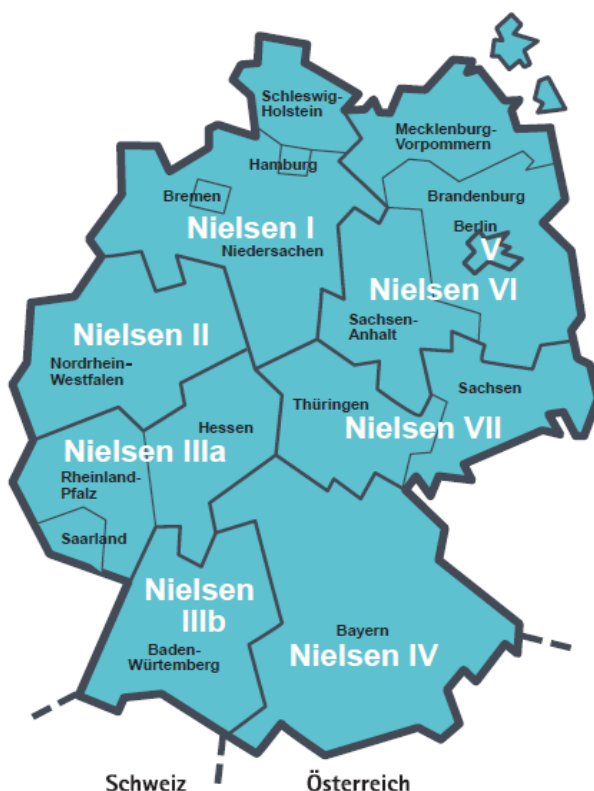 Schleswig-
Holstein
Mecklenburg-
Vorpommern
Hamburg
Bremen
Brandenburg
Nielsen I
Berlin
Niedersachen
V
Nielsen VI
Nielsen II
Sachsen-
Anhalt
Nordrhein-
Westfalen
Sachsen
Thüringen
Hessen
Nielsen VII
Nielsen IIIa
Rheinland-
Pfalz
Saarland
Nielsen
IIIb
Bayern
Baden-
Würtemberg
Nielsen IV
Schweiz
Österreich